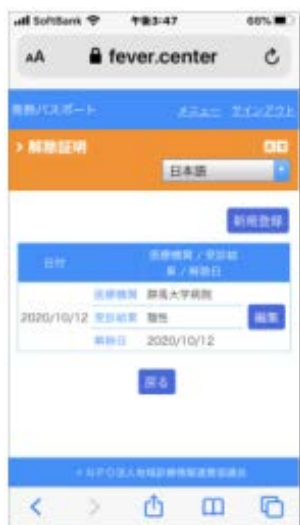 SoftBank 午後3:47 60%
AA fever.center
発熱パスポート メニュー サインアウト
> 解除証明
日本語
新規登録
日付 医療機関 / 受診結果 / 解除日
医療機関 群馬大学病院
2020/10/12 受診結果 陰性 編集
解除日 2020/10/12
戻る